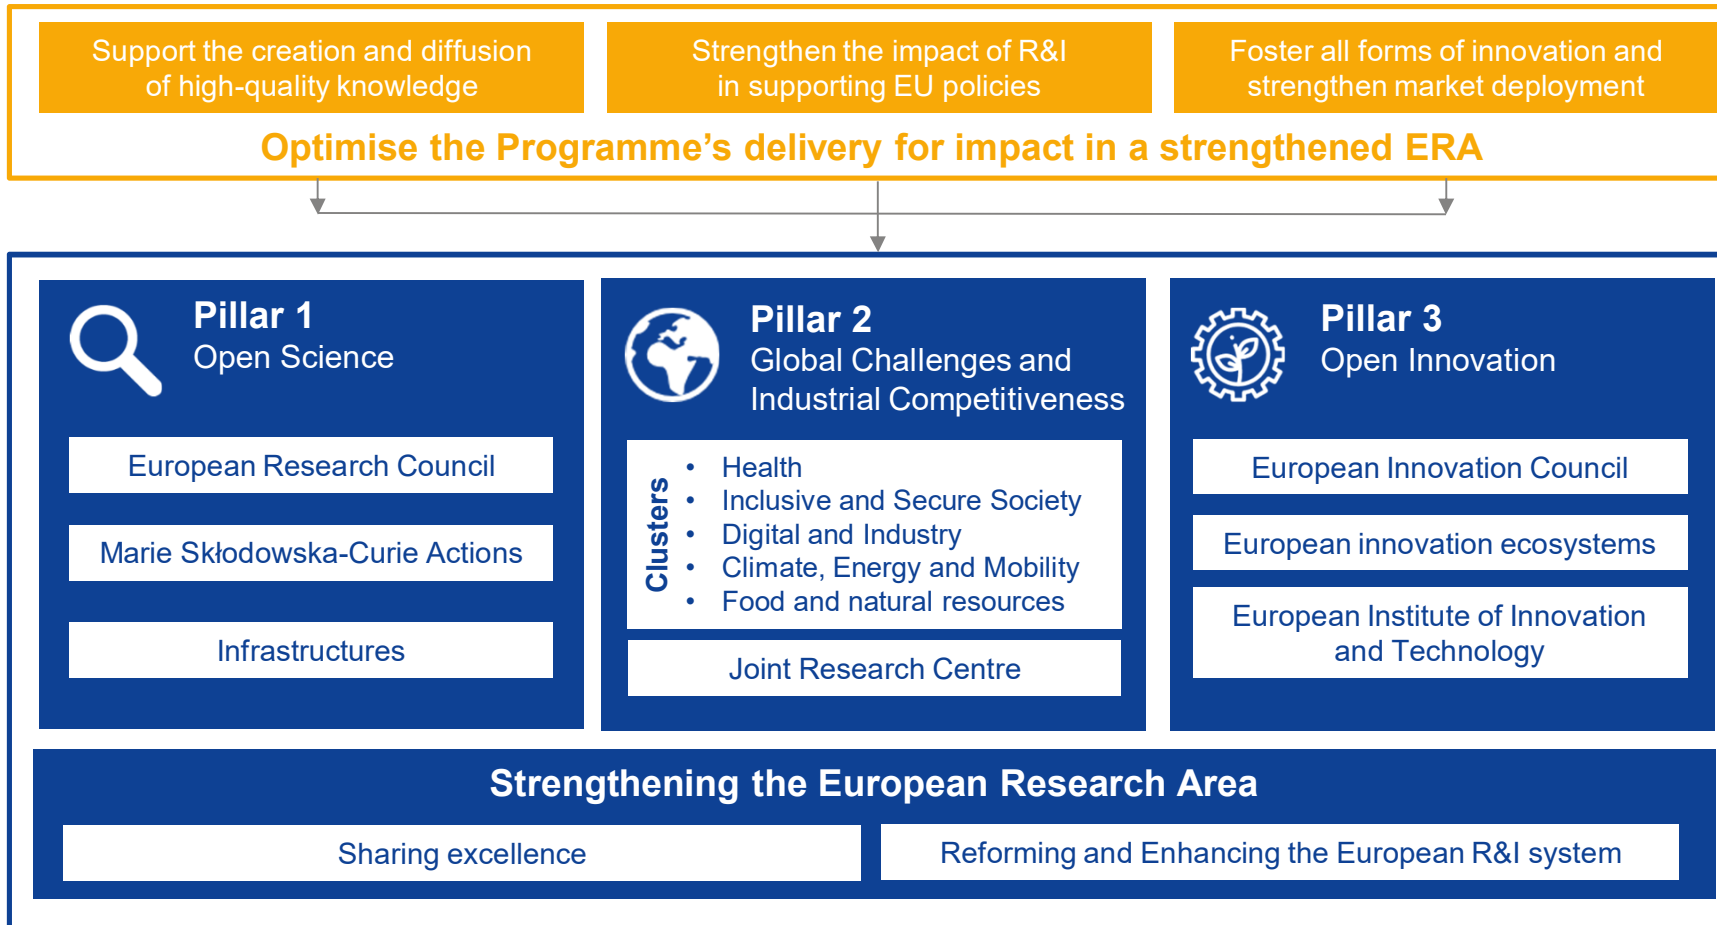 Support the creation and diffusion
of high-quality knowledge
Strengthen the impact of R&I
in supporting EU policies
Foster all forms of innovation and
strengthen market deployment
Optimise the Programme’s delivery for impact in a strengthened ERA
Pillar 1
Open Science
European Research Council
Marie Skłodowska-Curie Actions
Infrastructures
Pillar 2
Global Challenges and
Industrial Competitiveness
Clusters
• Health
• Inclusive and Secure Society
• Digital and Industry
• Climate, Energy and Mobility
• Food and natural resources
Joint Research Centre
Pillar 3
Open Innovation
European Innovation Council
European innovation ecosystems
European Institute of Innovation
and Technology
Strengthening the European Research Area
Sharing excellence
Reforming and Enhancing the European R&I system